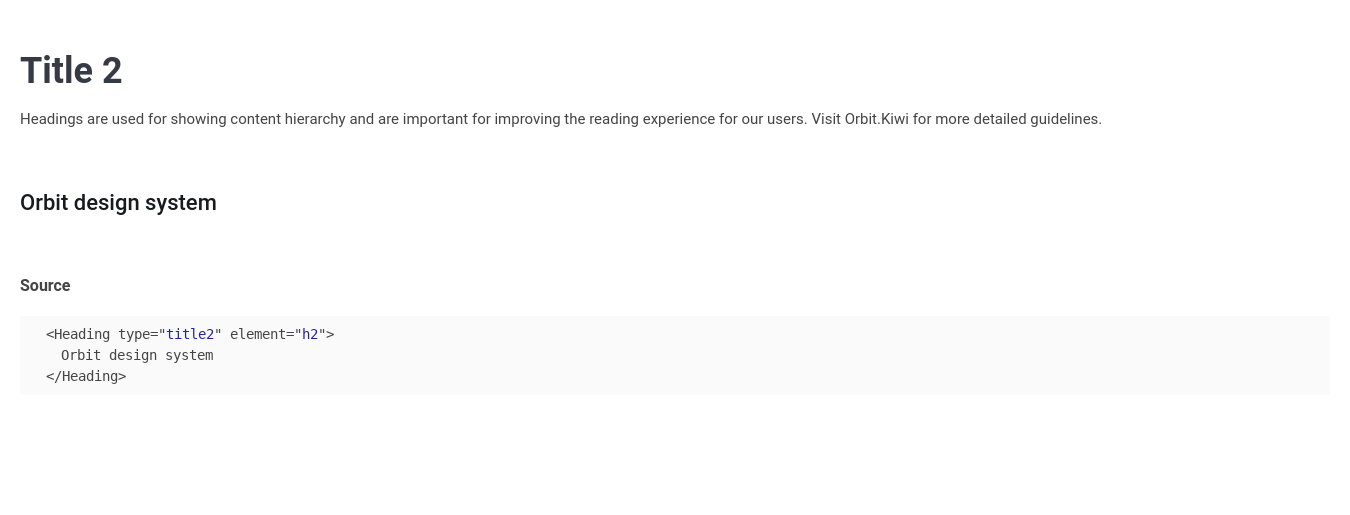 Title 2
Headings are used for showing content hierarchy and are important for improving the reading experience for our users. Visit Orbit.Kiwi for more detailed guidelines.
Orbit design system
Source
<Heading type="title2" element="h2">
  Orbit design system
</Heading>